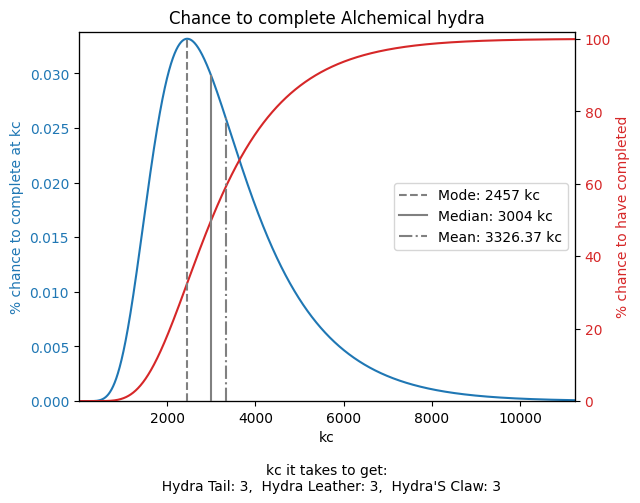 Chance to complete Alchemical hydra
% chance to complete at kc
0.030
0.025
0.020
0.015
0.010
0.005
0.000
100
80
60
40
20
0
% chance to have completed
Mode: 2457 kc
Median: 3004 kc
Mean: 3326.37 kc
2000 4000 6000 8000 10000
kc
kc it takes to get:
Hydra Tail: 3,  Hydra Leather: 3,  Hydra'S Claw: 3